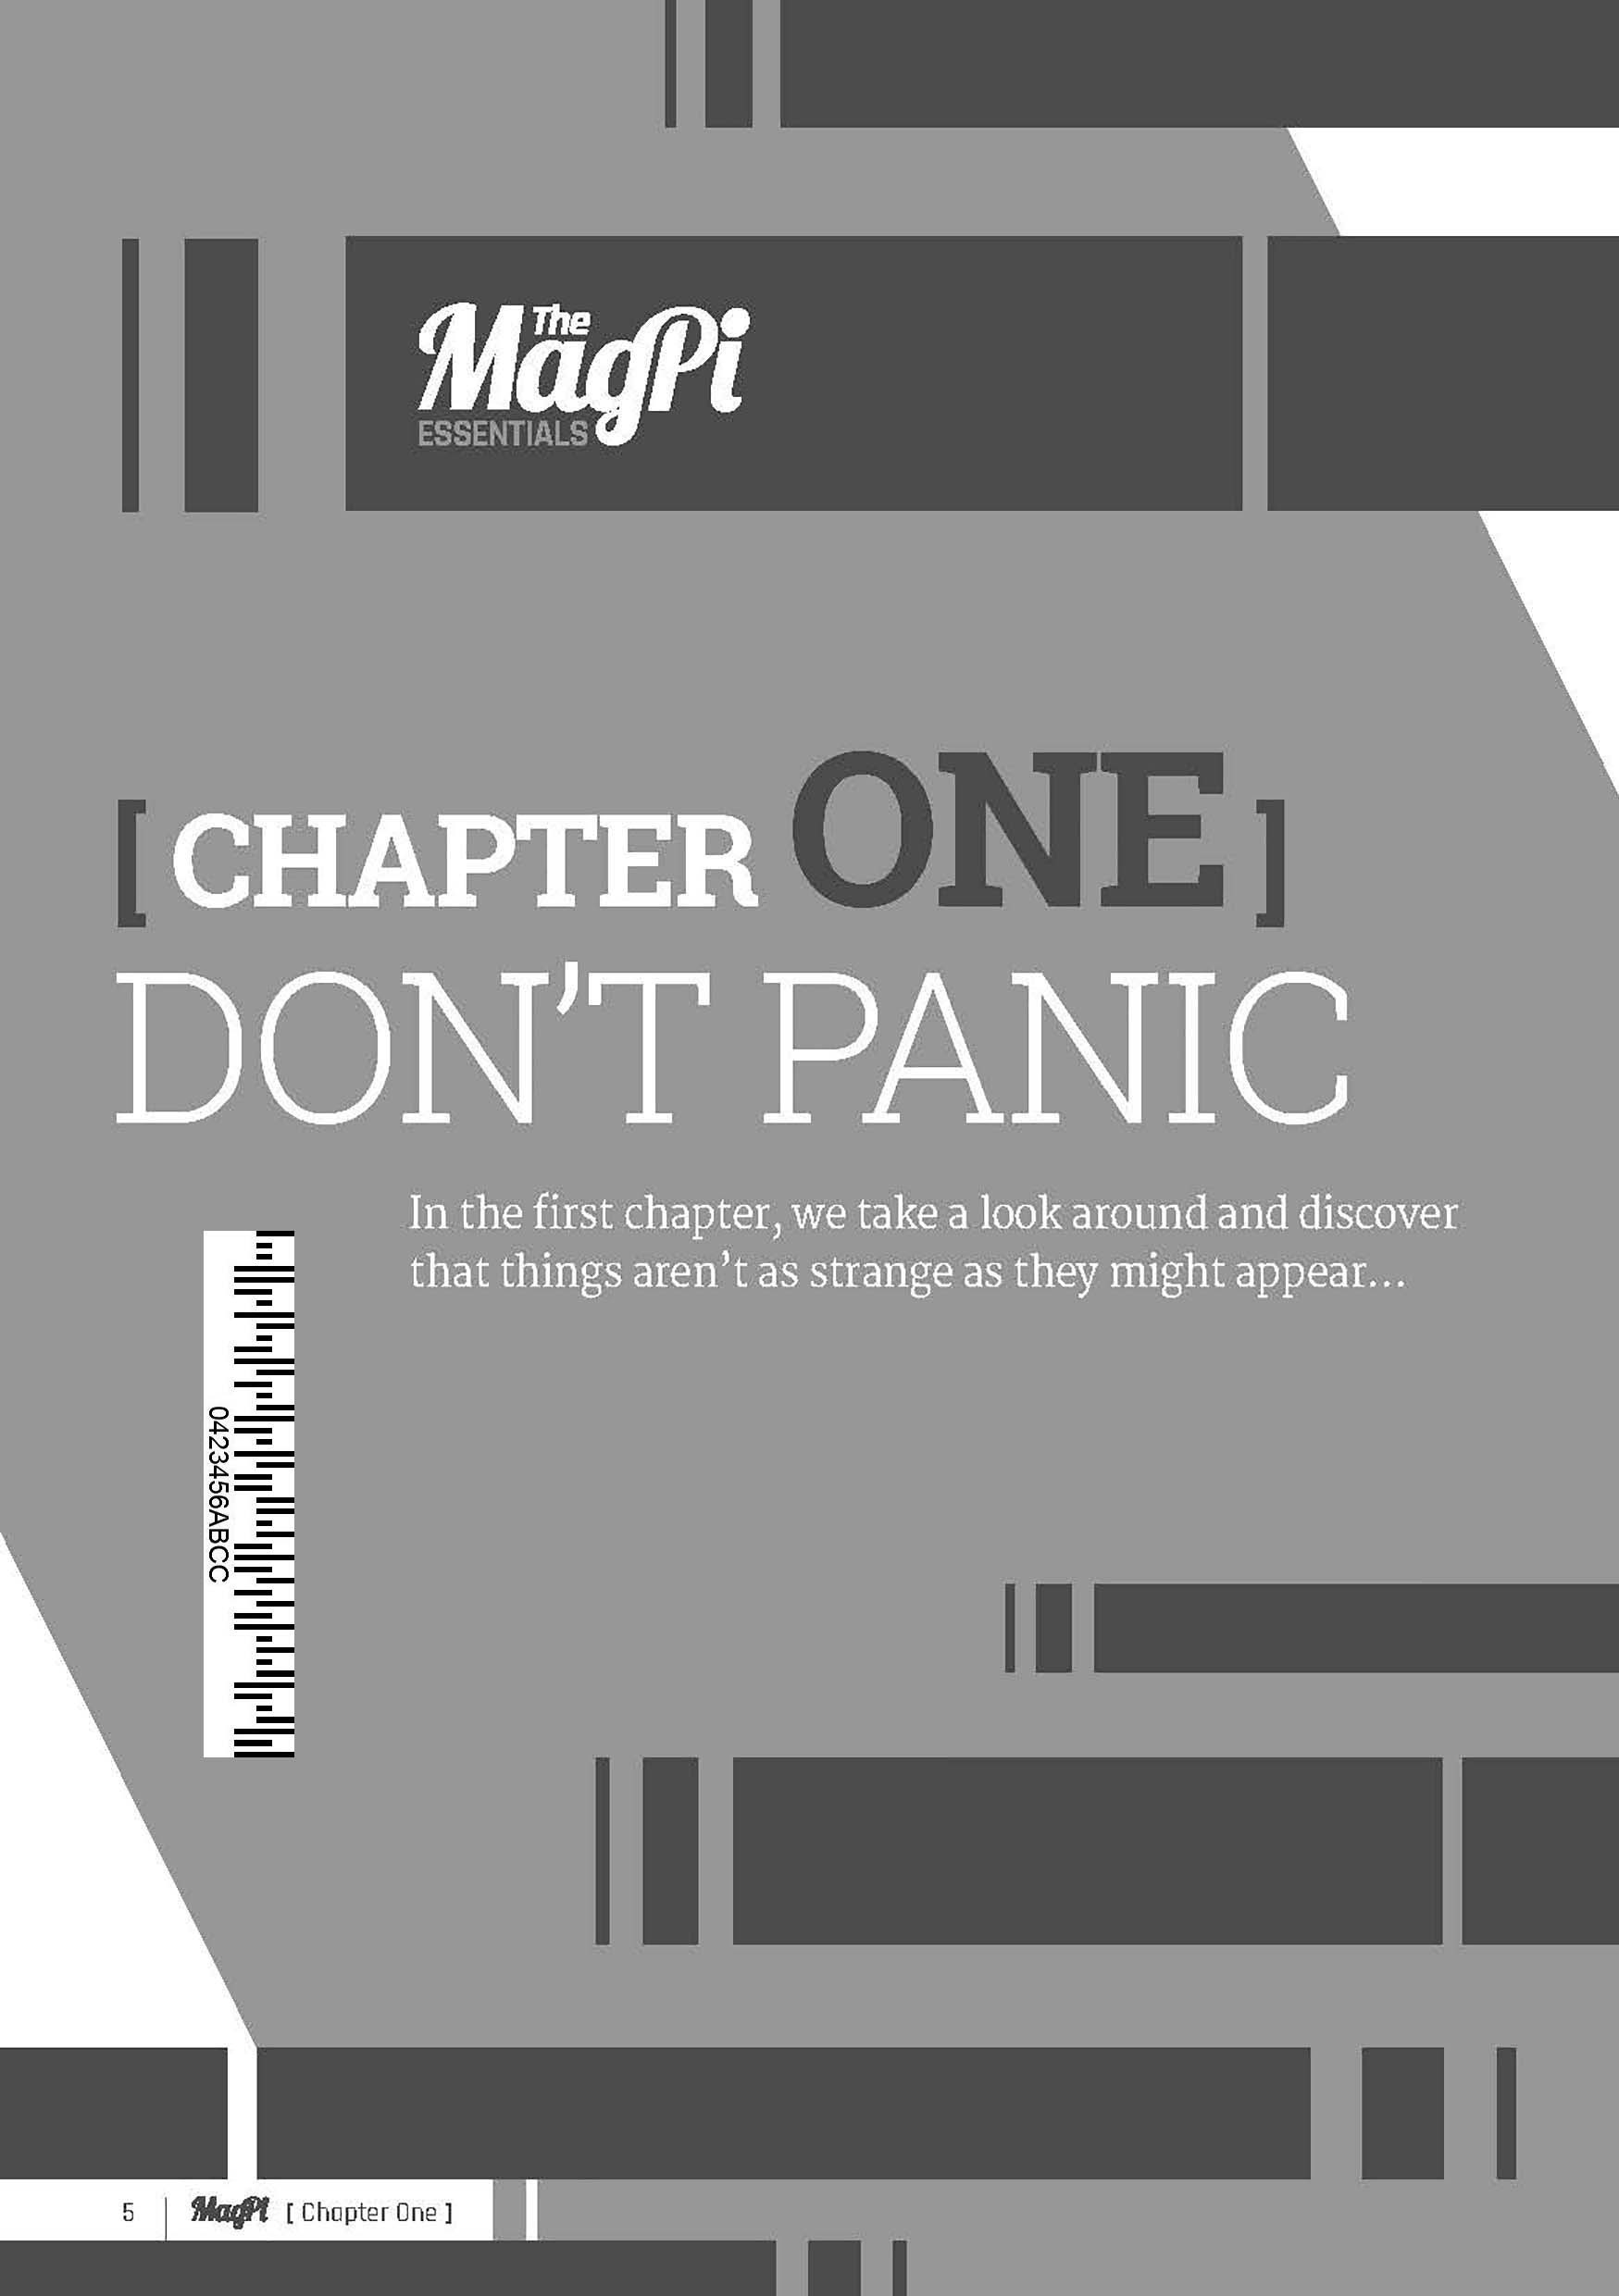 The
MagPi
ESSENTIALS
[ CHAPTER ONE ]
DON’T PANIC
In the first chapter, we take a look around and discover
that things aren’t as strange as they might appear...
0423456ABCC
5 MagPi [ Chapter One ]